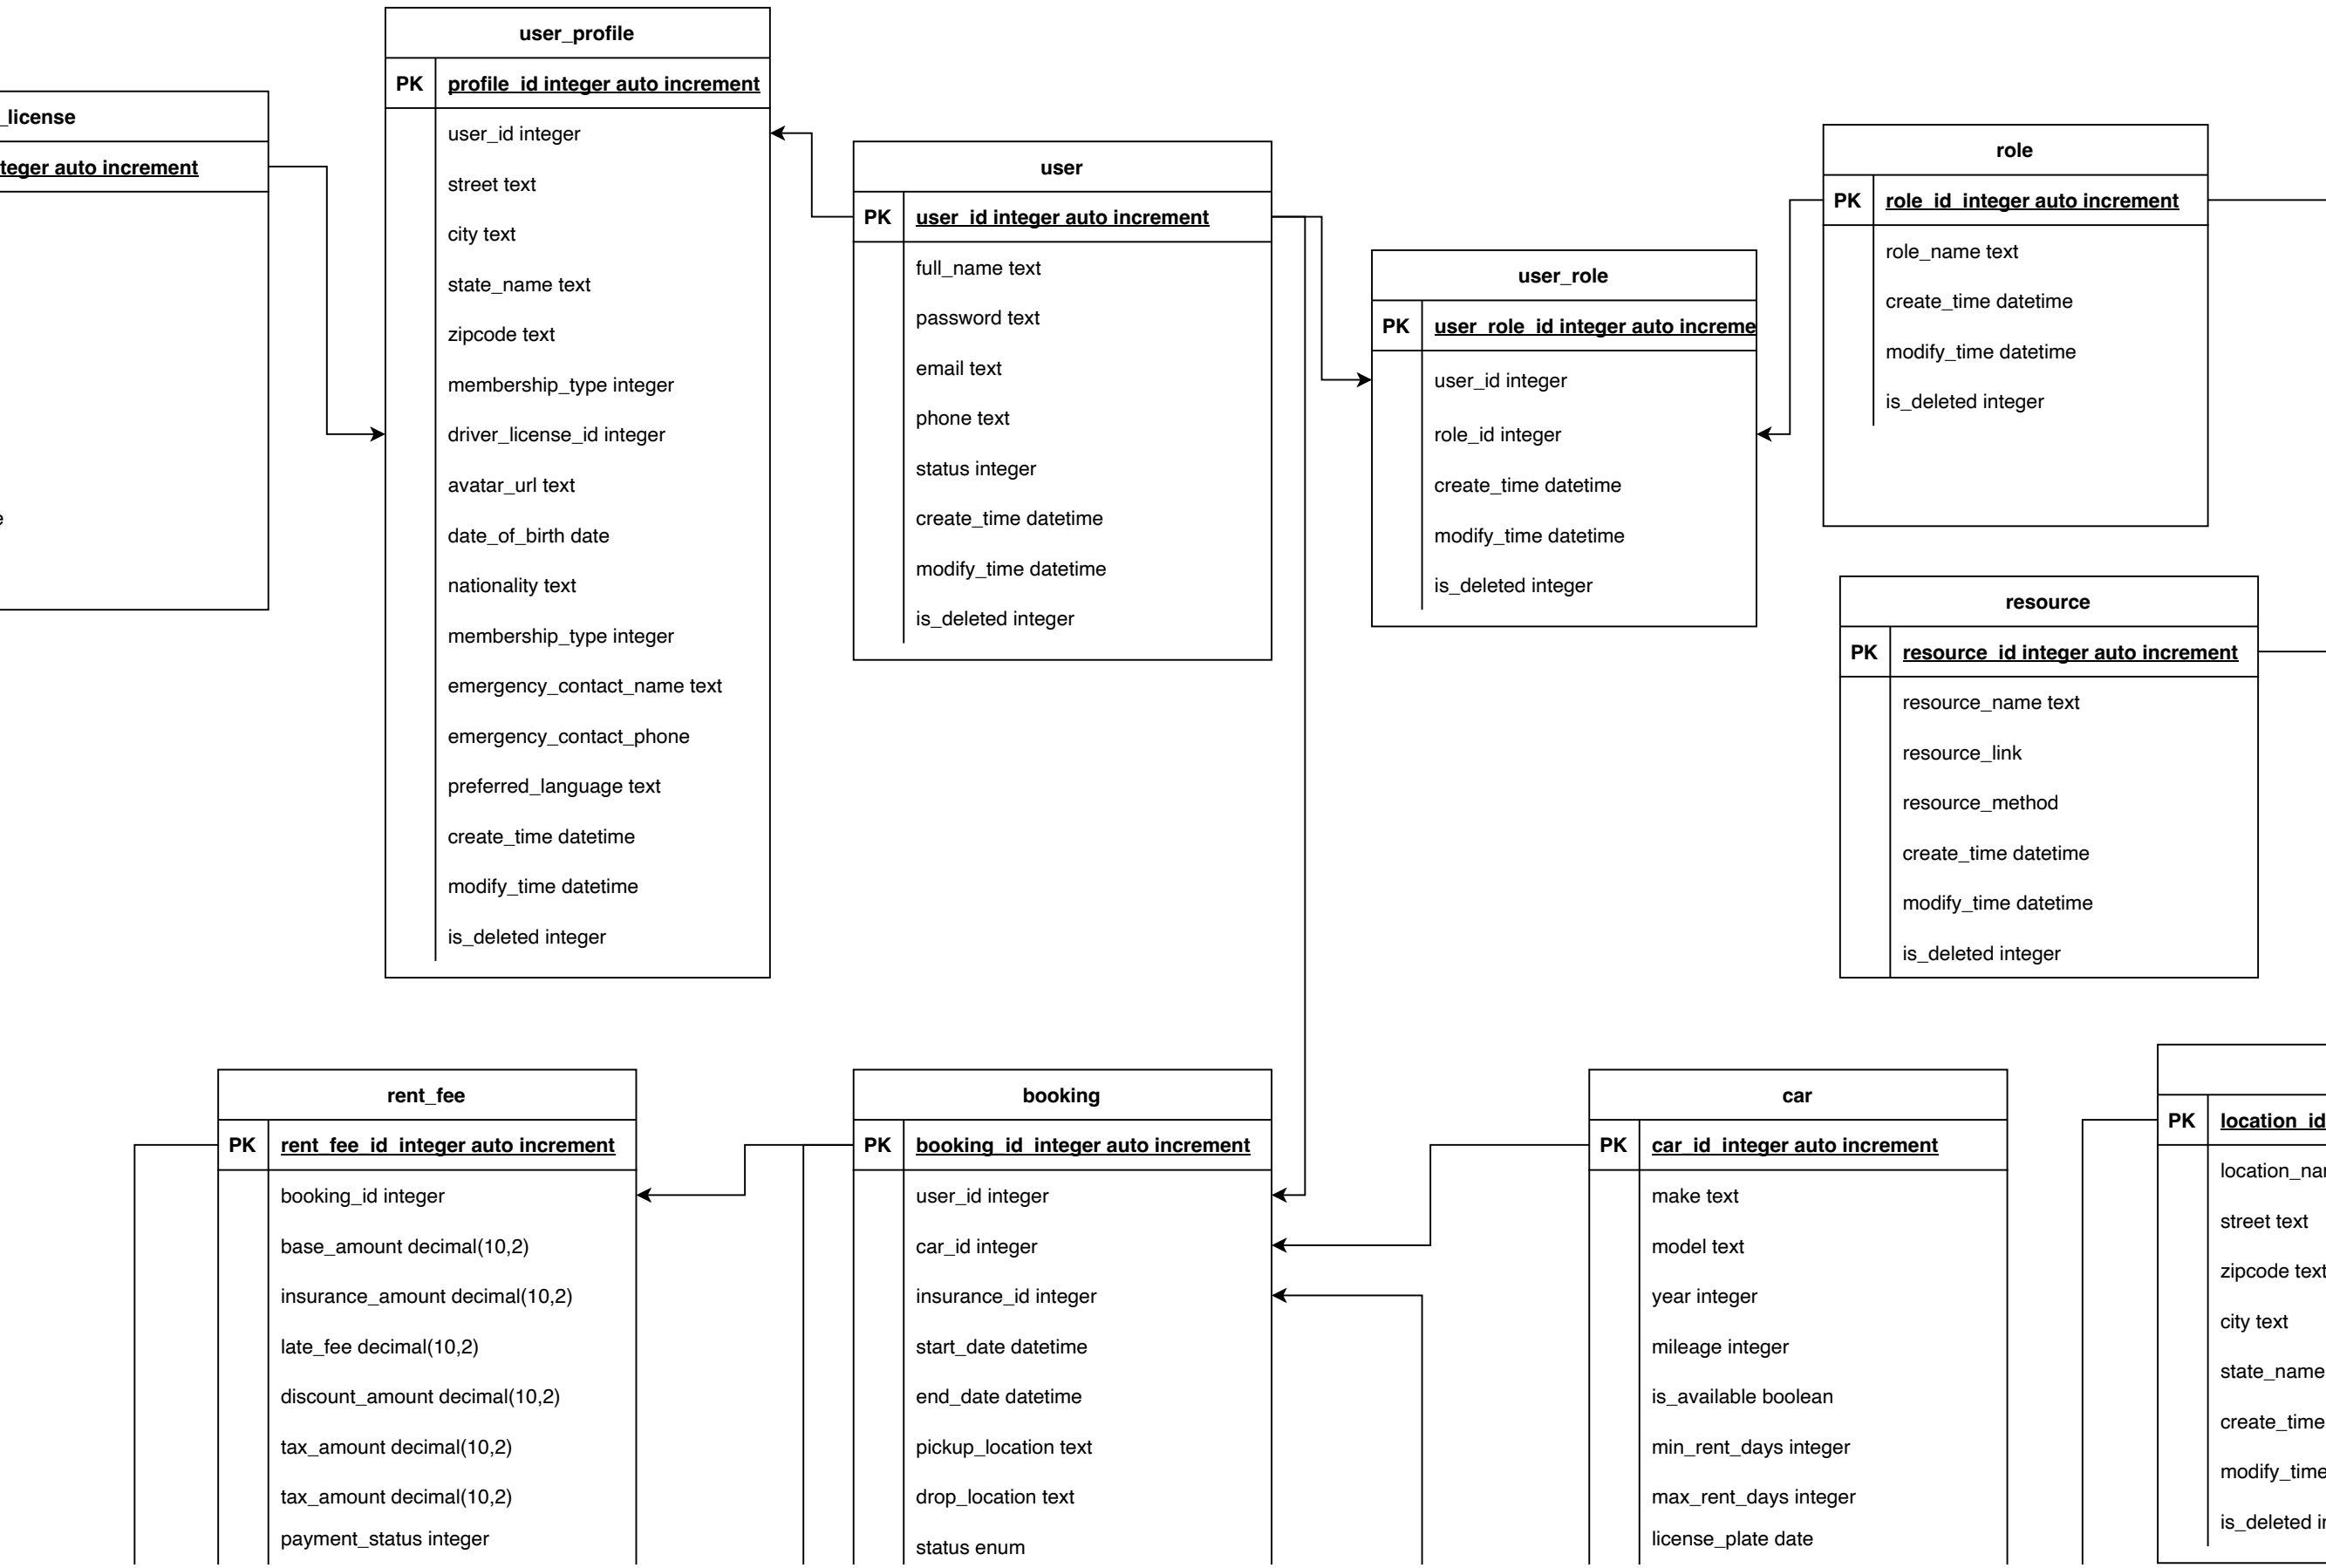 _license
teger auto increment
e
user_profile
PK profile_id integer auto increment
user_id integer
street text
city text
state_name text
zipcode text
membership_type integer
driver_license_id integer
avatar_url text
date_of_birth date
nationality text
membership_type integer
emergency_contact_name text
emergency_contact_phone
preferred_language text
create_time datetime
modify_time datetime
is_deleted integer
user
PK user_id integer auto increment
full_name text
password text
email text
phone text
status integer
create_time datetime
modify_time datetime
is_deleted integer
user_role
PK user_role_id integer auto increme
user_id integer
role_id integer
create_time datetime
modify_time datetime
is_deleted integer
role
PK role_id integer auto increment
role_name text
create_time datetime
modify_time datetime
is_deleted integer
resource
PK resource_id integer auto increment
resource_name text
resource_link
resource_method
create_time datetime
modify_time datetime
is_deleted integer
rent_fee
PK rent_fee_id integer auto increment
booking_id integer
base_amount decimal(10,2)
insurance_amount decimal(10,2)
late_fee decimal(10,2)
discount_amount decimal(10,2)
tax_amount decimal(10,2)
tax_amount decimal(10,2)
payment_status integer
booking
PK booking_id integer auto increment
user_id integer
car_id integer
insurance_id integer
start_date datetime
end_date datetime
pickup_location text
drop_location text
status enum
car
PK car_id integer auto increment
make text
model text
year integer
mileage integer
is_available boolean
min_rent_days integer
max_rent_days integer
license_plate date
PK location_id
location_nar
street text
zipcode text
city text
state_name
create_time
modify_time
is_deleted in